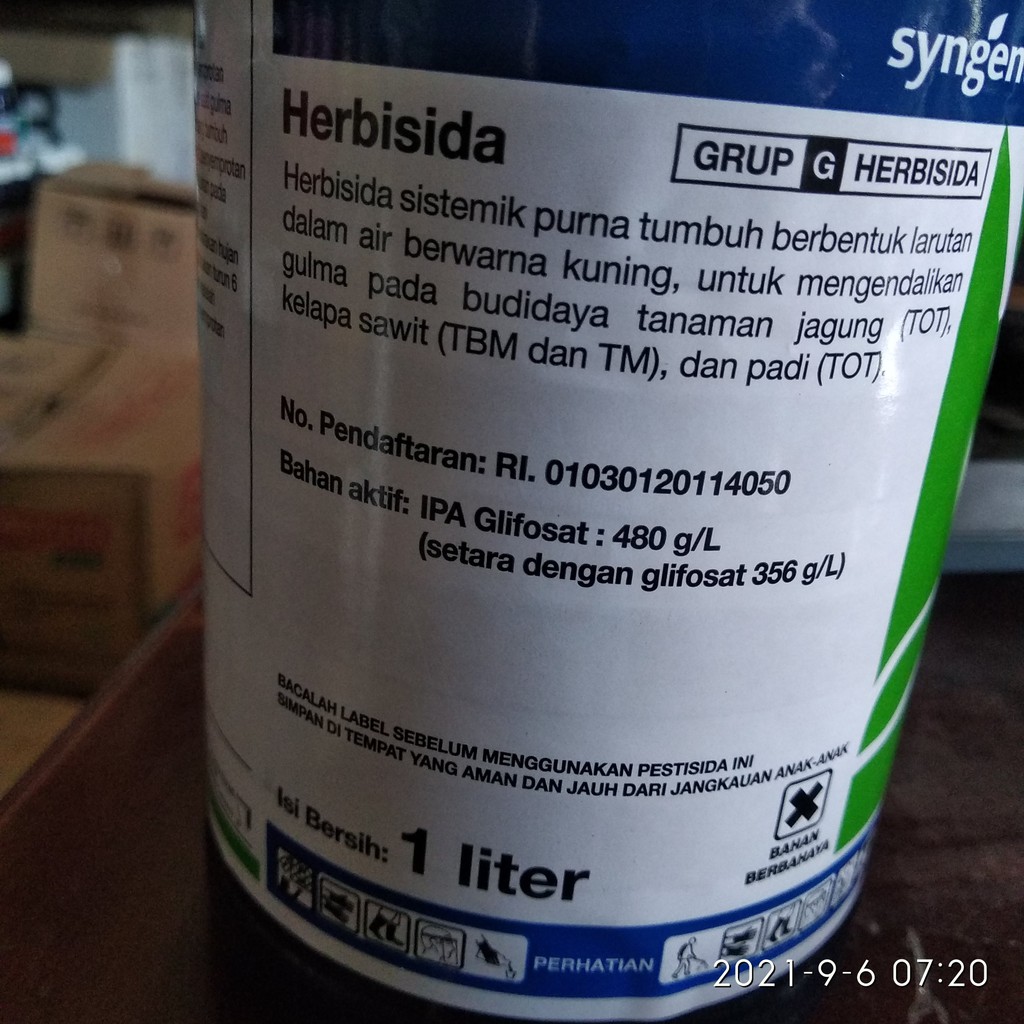 syngen
Herbisida
GRUP G HERBISIDA
Herbisida sistemik purna tumbuh berbentuk larutan
dalam air berwarna kuning, untuk mengendalikan
gulma pada budidaya tanaman jagung (TOT),
kelapa sawit (TBM dan TM), dan padi (TOT).
No. Pendaftaran: RI. 01030120114050
Bahan aktif: IPA Glifosat : 480 g/L
(setara dengan glifosat 356 g/L)
BACALAH LABEL SEBELUM MENGGUNAKAN PESTISIDA INI
SIMPAN DI TEMPAT YANG AMAN DAN JAUH DARI JANGKAUAN ANAK-ANAK
Isi Bersih: 1 liter
BAHAN
BERBAHAYA
PERHATIAN
2021-9-6 07:20